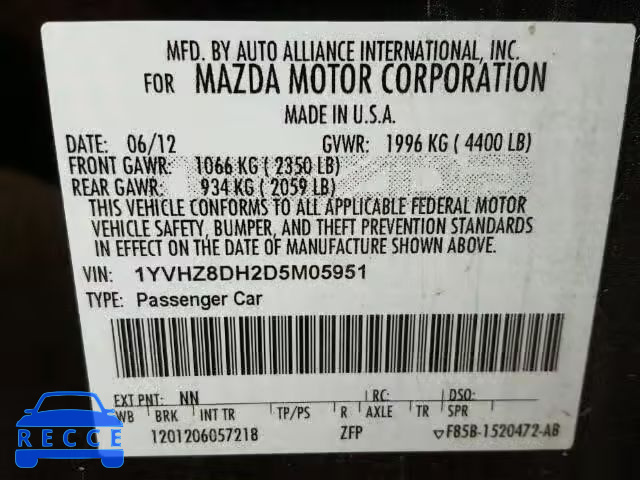 MFD. BY AUTO ALLIANCE INTERNATIONAL, INC.
FOR MAZDA MOTOR CORPORATION
MADE IN U.S.A.
DATE: 06/12 GVWR: 1996 KG ( 4400 LB)
FRONT GAWR: 1066 KG ( 2350 LB)
REAR GAWR: 934 KG ( 2059 LB)
THIS VEHICLE CONFORMS TO ALL APPLICABLE FEDERAL MOTOR
VEHICLE SAFETY, BUMPER, AND THEFT PREVENTION STANDARDS
IN EFFECT ON THE DATE OF MANUFACTURE SHOWN ABOVE.
VIN: 1YVHZ8DH2D5M05951
TYPE: Passenger Car
EXT PNT: NN RC: DSO:
WB BRK INT TR TP/PS R AXLE TR SPR
1201206057218 ZFP ▽F85B-1520472-AB
RECCE.US